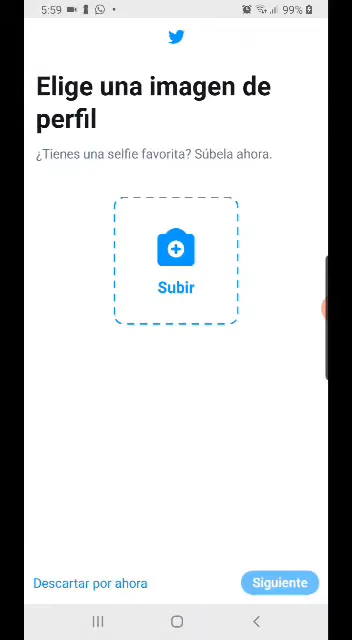 5:59
99%
Elige una imagen de
perfil
¿Tienes una selfie favorita? Súbela ahora.
Subir
Descartar por ahora
Siguiente